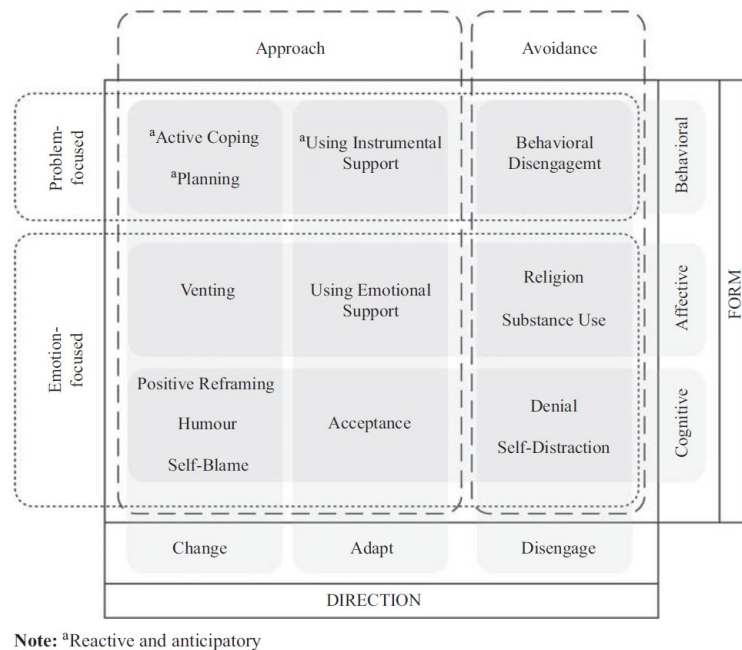 Approach
Avoidance
Problem-
focused
ᵃActive Coping
ᵃPlanning
ᵃUsing Instrumental
Support
Behavioral
Disengagemt
Behavioral
Emotion-
focused
Venting
Using Emotional
Support
Religion
Substance Use
Affective
Positive Reframing
Humour
Self-Blame
Acceptance
Denial
Self-Distraction
Cognitive
FORM
Change
Adapt
Disengage
DIRECTION
Note: ᵃReactive and anticipatory